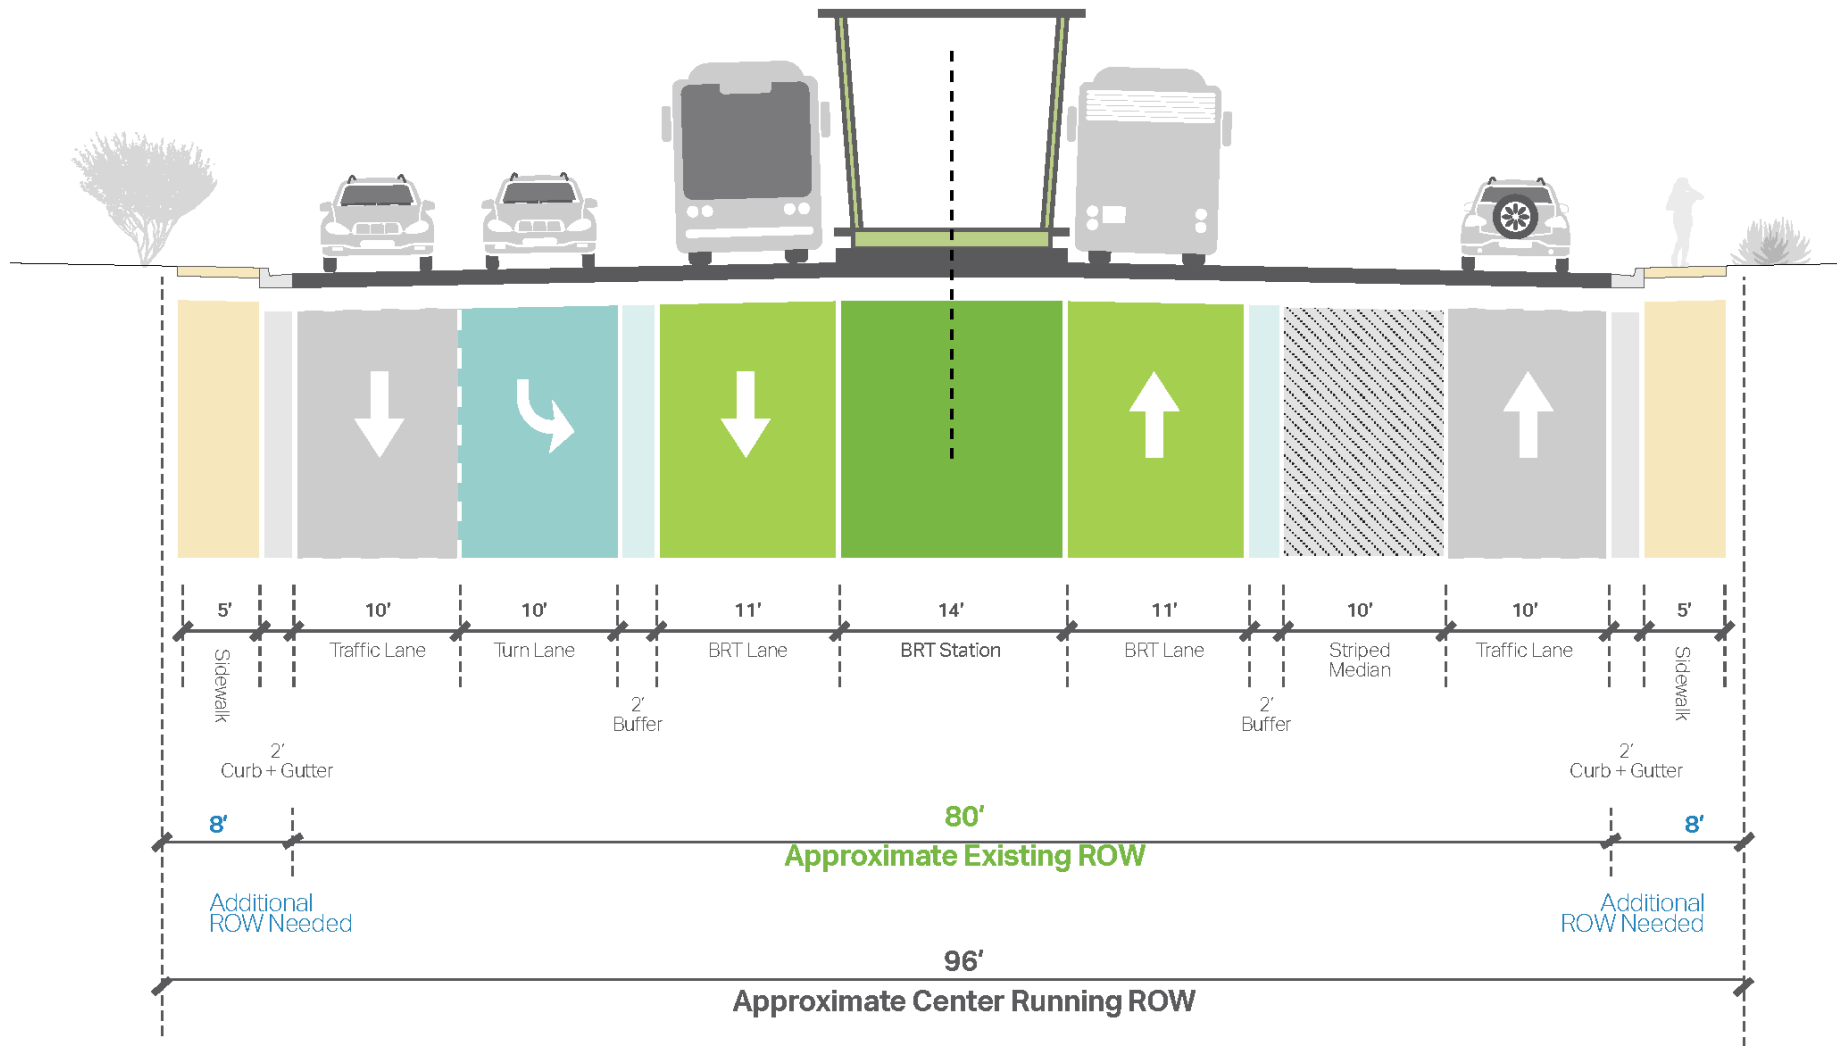 5'
10'
10'
11'
14'
11'
10'
10'
5'
Sidewalk
Traffic Lane
Turn Lane
BRT Lane
BRT Station
BRT Lane
Striped
Median
Traffic Lane
Sidewalk
2'
Buffer
2'
Buffer
2'
Curb + Gutter
2'
Curb + Gutter
8'
80'
8'
Approximate Existing ROW
Additional
ROW Needed
Additional
ROW Needed
96'
Approximate Center Running ROW